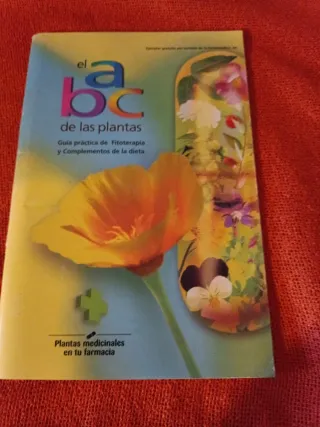 el
abc
de las plantas
Guía práctica de Fitoterapia
y Complementos de la dieta
Plantas medicinales
en tu farmacia